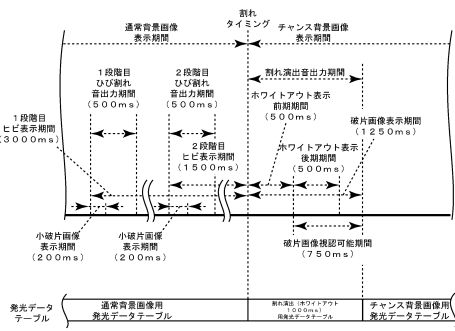 割れ
タイミング
通常背景画像
表示期間
チャンス背景画像
表示期間
割れ演出音出力期間
1段階目
ひび割れ
音出力期間
(500ms)
2段階目
ひび割れ
音出力期間
(500ms)
ホワイトアウト表示
前期期間
(500ms)
1段階目
ヒビ表示期間
(3000ms)
破片画像表示期間
(1250ms)
2段階目
ヒビ表示期間
(1500ms)
ホワイトアウト表示
後期期間
(500ms)
小破片画像
表示期間
(200ms)
小破片画像
表示期間
(200ms)
破片画像視認可能期間
(750ms)
発光データ
テーブル
通常背景画像用
発光データテーブル
割れ演出(ホワイトアウト
1000ms)
用発光データテーブル
チャンス背景画像用
発光データテーブル